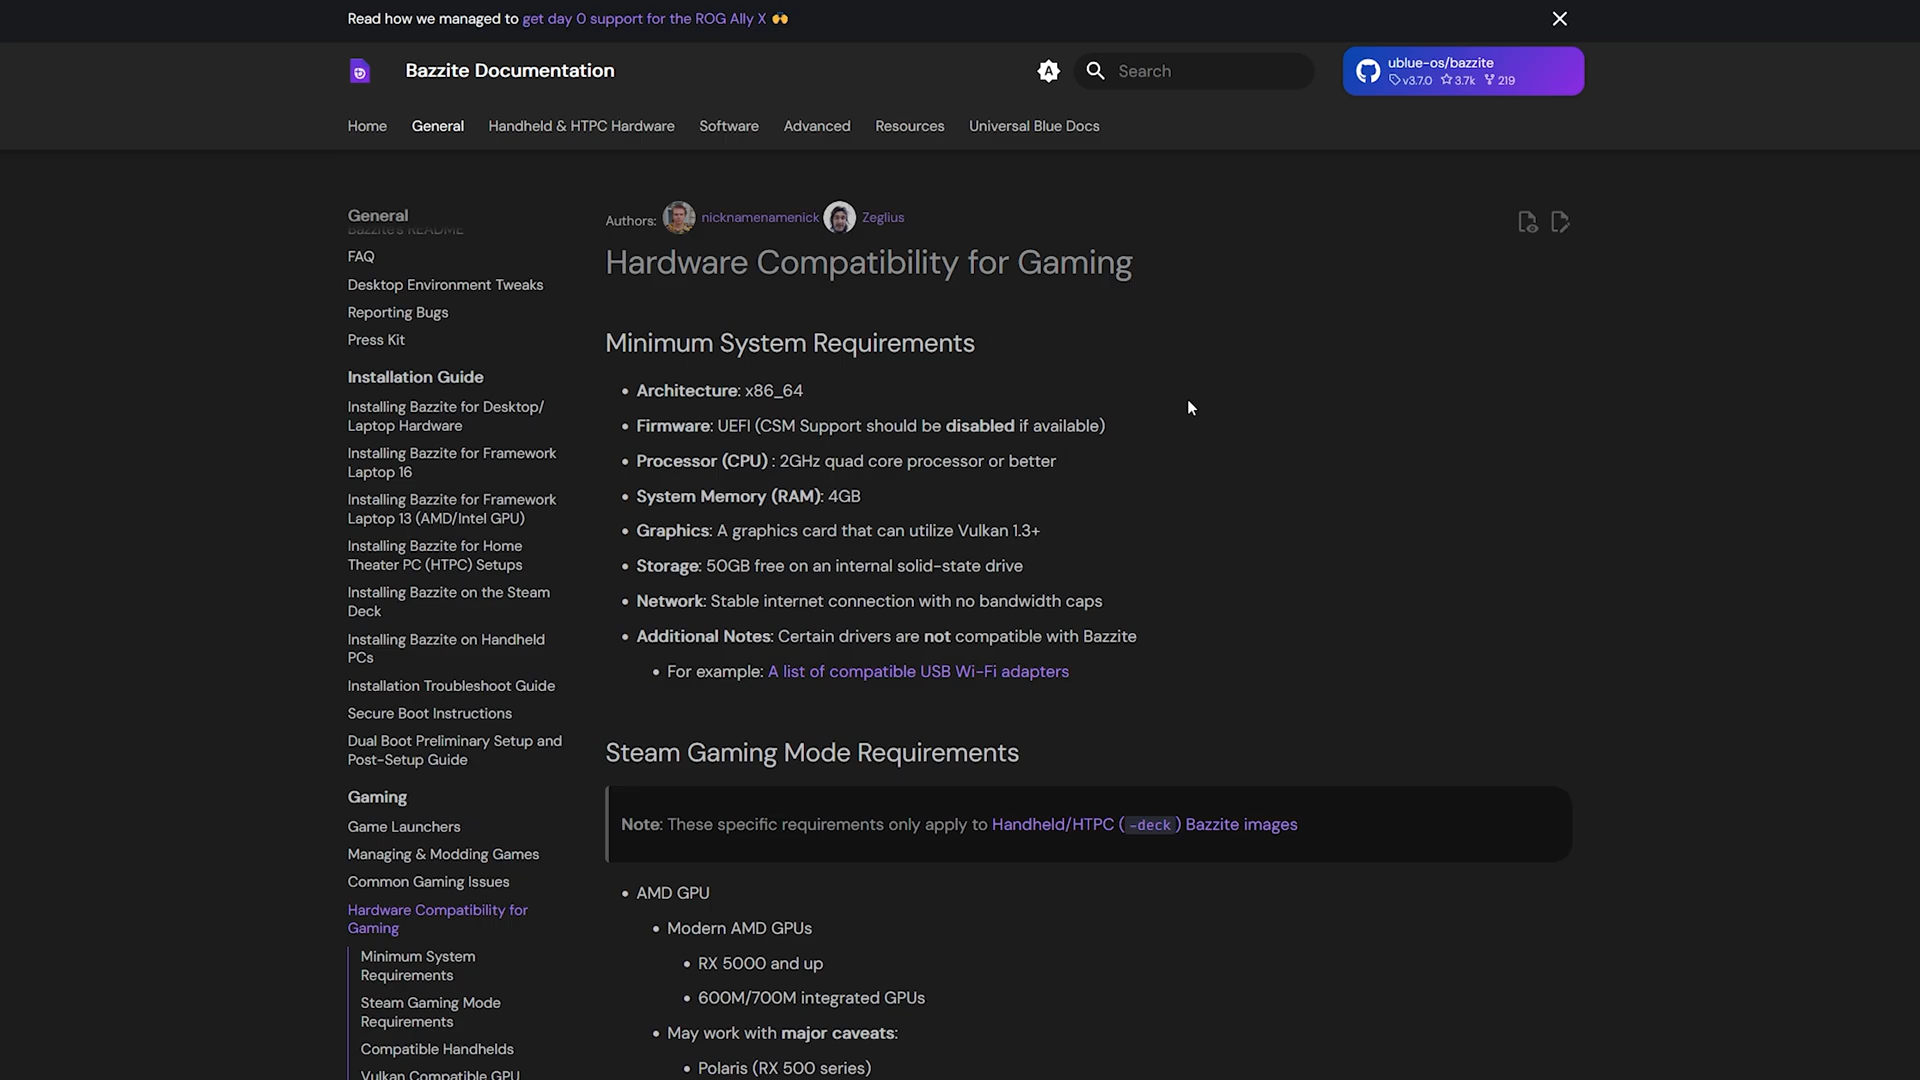 Read how we managed to get day 0 support for the ROG Ally X 🙌
Bazzite Documentation
Search
ublue-os/bazzite
v3.7.0 3.7k 219
Home General Handheld & HTPC Hardware Software Advanced Resources Universal Blue Docs
General
Bazzite's README
FAQ
Desktop Environment Tweaks
Reporting Bugs
Press Kit
Installation Guide
Installing Bazzite for Desktop/
Laptop Hardware
Installing Bazzite for Framework
Laptop 16
Installing Bazzite for Framework
Laptop 13 (AMD/Intel GPU)
Installing Bazzite for Home
Theater PC (HTPC) Setups
Installing Bazzite on the Steam
Deck
Installing Bazzite on Handheld
PCs
Installation Troubleshoot Guide
Secure Boot Instructions
Dual Boot Preliminary Setup and
Post-Setup Guide
Gaming
Game Launchers
Managing & Modding Games
Common Gaming Issues
Hardware Compatibility for
Gaming
Minimum System
Requirements
Steam Gaming Mode
Requirements
Compatible Handhelds
Vulkan Compatible GPU
Authors: nicknamenamenick Zeglius
Hardware Compatibility for Gaming
Minimum System Requirements
• Architecture: x86_64
• Firmware: UEFI (CSM Support should be disabled if available)
• Processor (CPU) : 2GHz quad core processor or better
• System Memory (RAM): 4GB
• Graphics: A graphics card that can utilize Vulkan 1.3+
• Storage: 50GB free on an internal solid-state drive
• Network: Stable internet connection with no bandwidth caps
• Additional Notes: Certain drivers are not compatible with Bazzite
• For example: A list of compatible USB Wi-Fi adapters
Steam Gaming Mode Requirements
Note: These specific requirements only apply to Handheld/HTPC (-deck) Bazzite images
• AMD GPU
• Modern AMD GPUs
• RX 5000 and up
• 600M/700M integrated GPUs
• May work with major caveats:
• Polaris (RX 500 series)